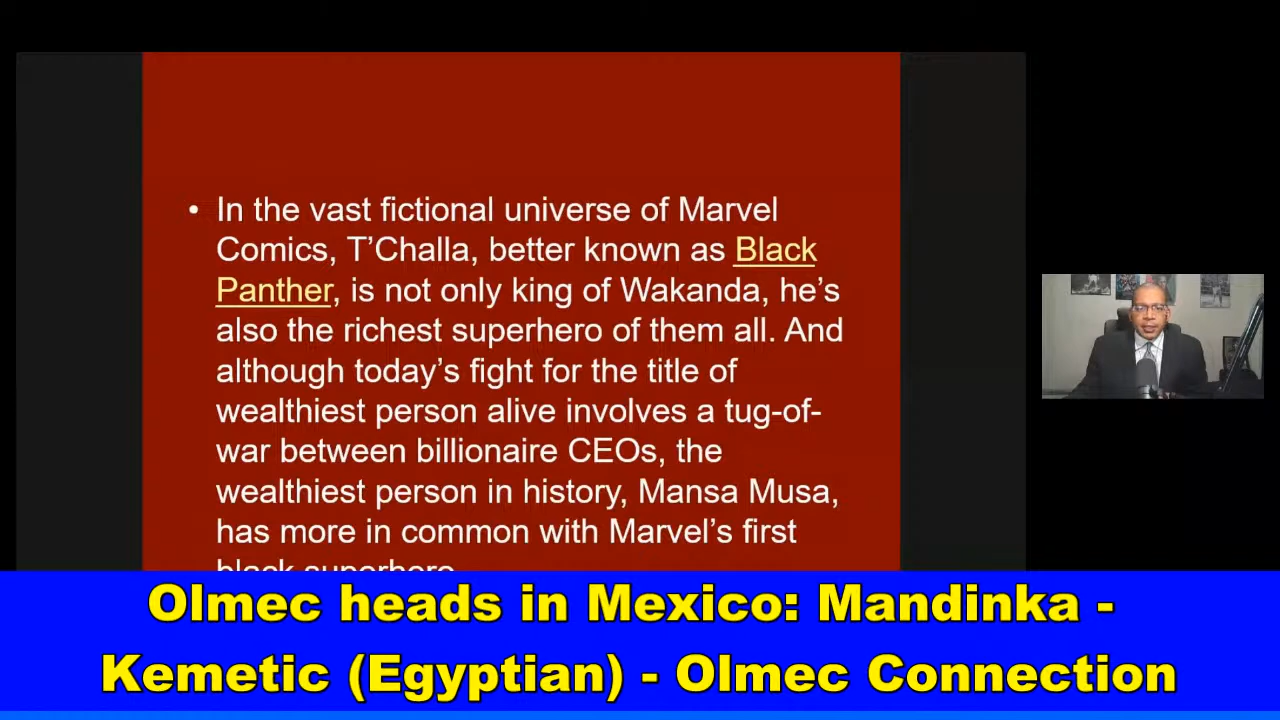 • In the vast fictional universe of Marvel
Comics, T’Challa, better known as Black
Panther, is not only king of Wakanda, he’s
also the richest superhero of them all. And
although today’s fight for the title of
wealthiest person alive involves a tug-of-
war between billionaire CEOs, the
wealthiest person in history, Mansa Musa,
has more in common with Marvel’s first
black superhero.
Olmec heads in Mexico: Mandinka -
Kemetic (Egyptian) - Olmec Connection